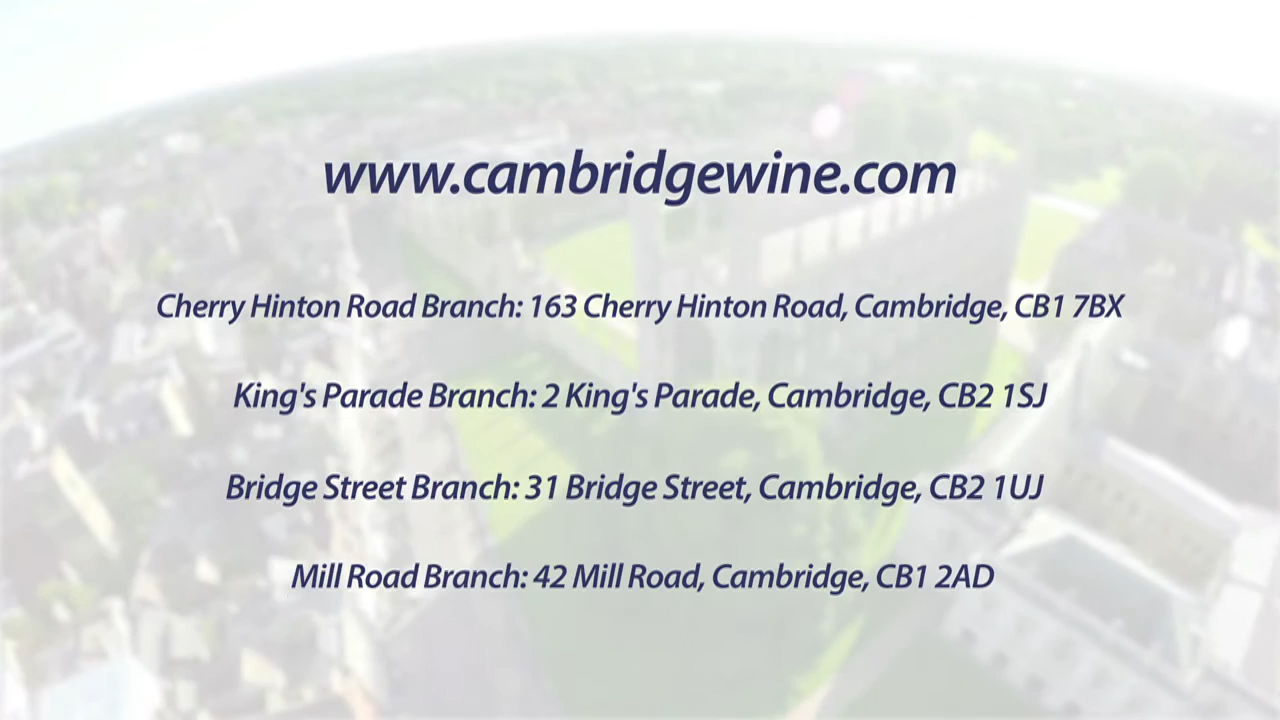 www.cambridgewine.com
Cherry Hinton Road Branch: 163 Cherry Hinton Road, Cambridge, CB1 7BX
King's Parade Branch: 2 King's Parade, Cambridge, CB2 1SJ
Bridge Street Branch: 31 Bridge Street, Cambridge, CB2 1UJ
Mill Road Branch: 42 Mill Road, Cambridge, CB1 2AD